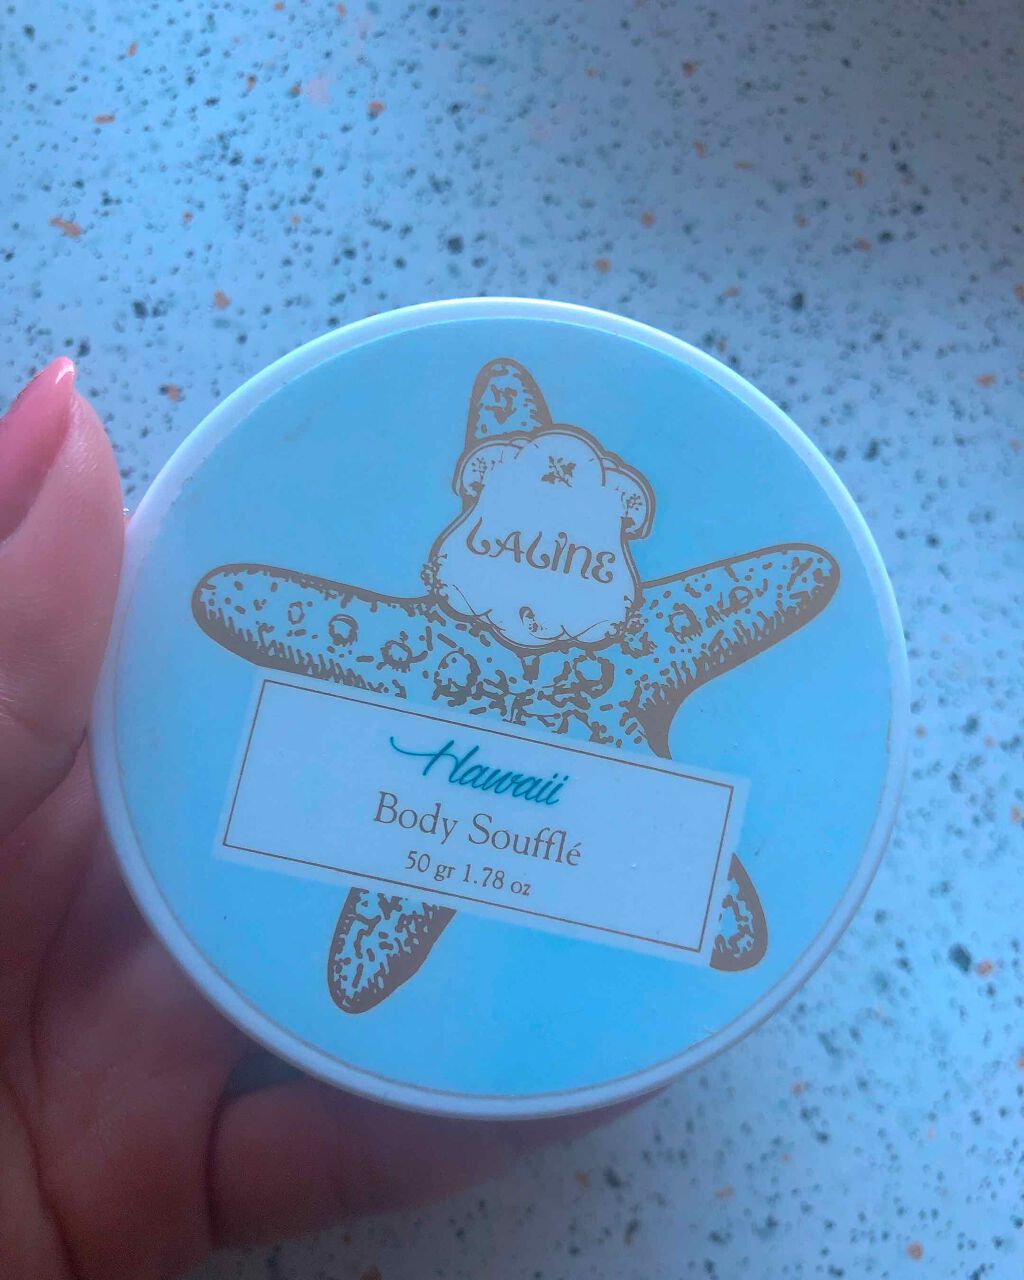 LALINE
Hawaii
Body Soufflé
50 gr 1.78 oz